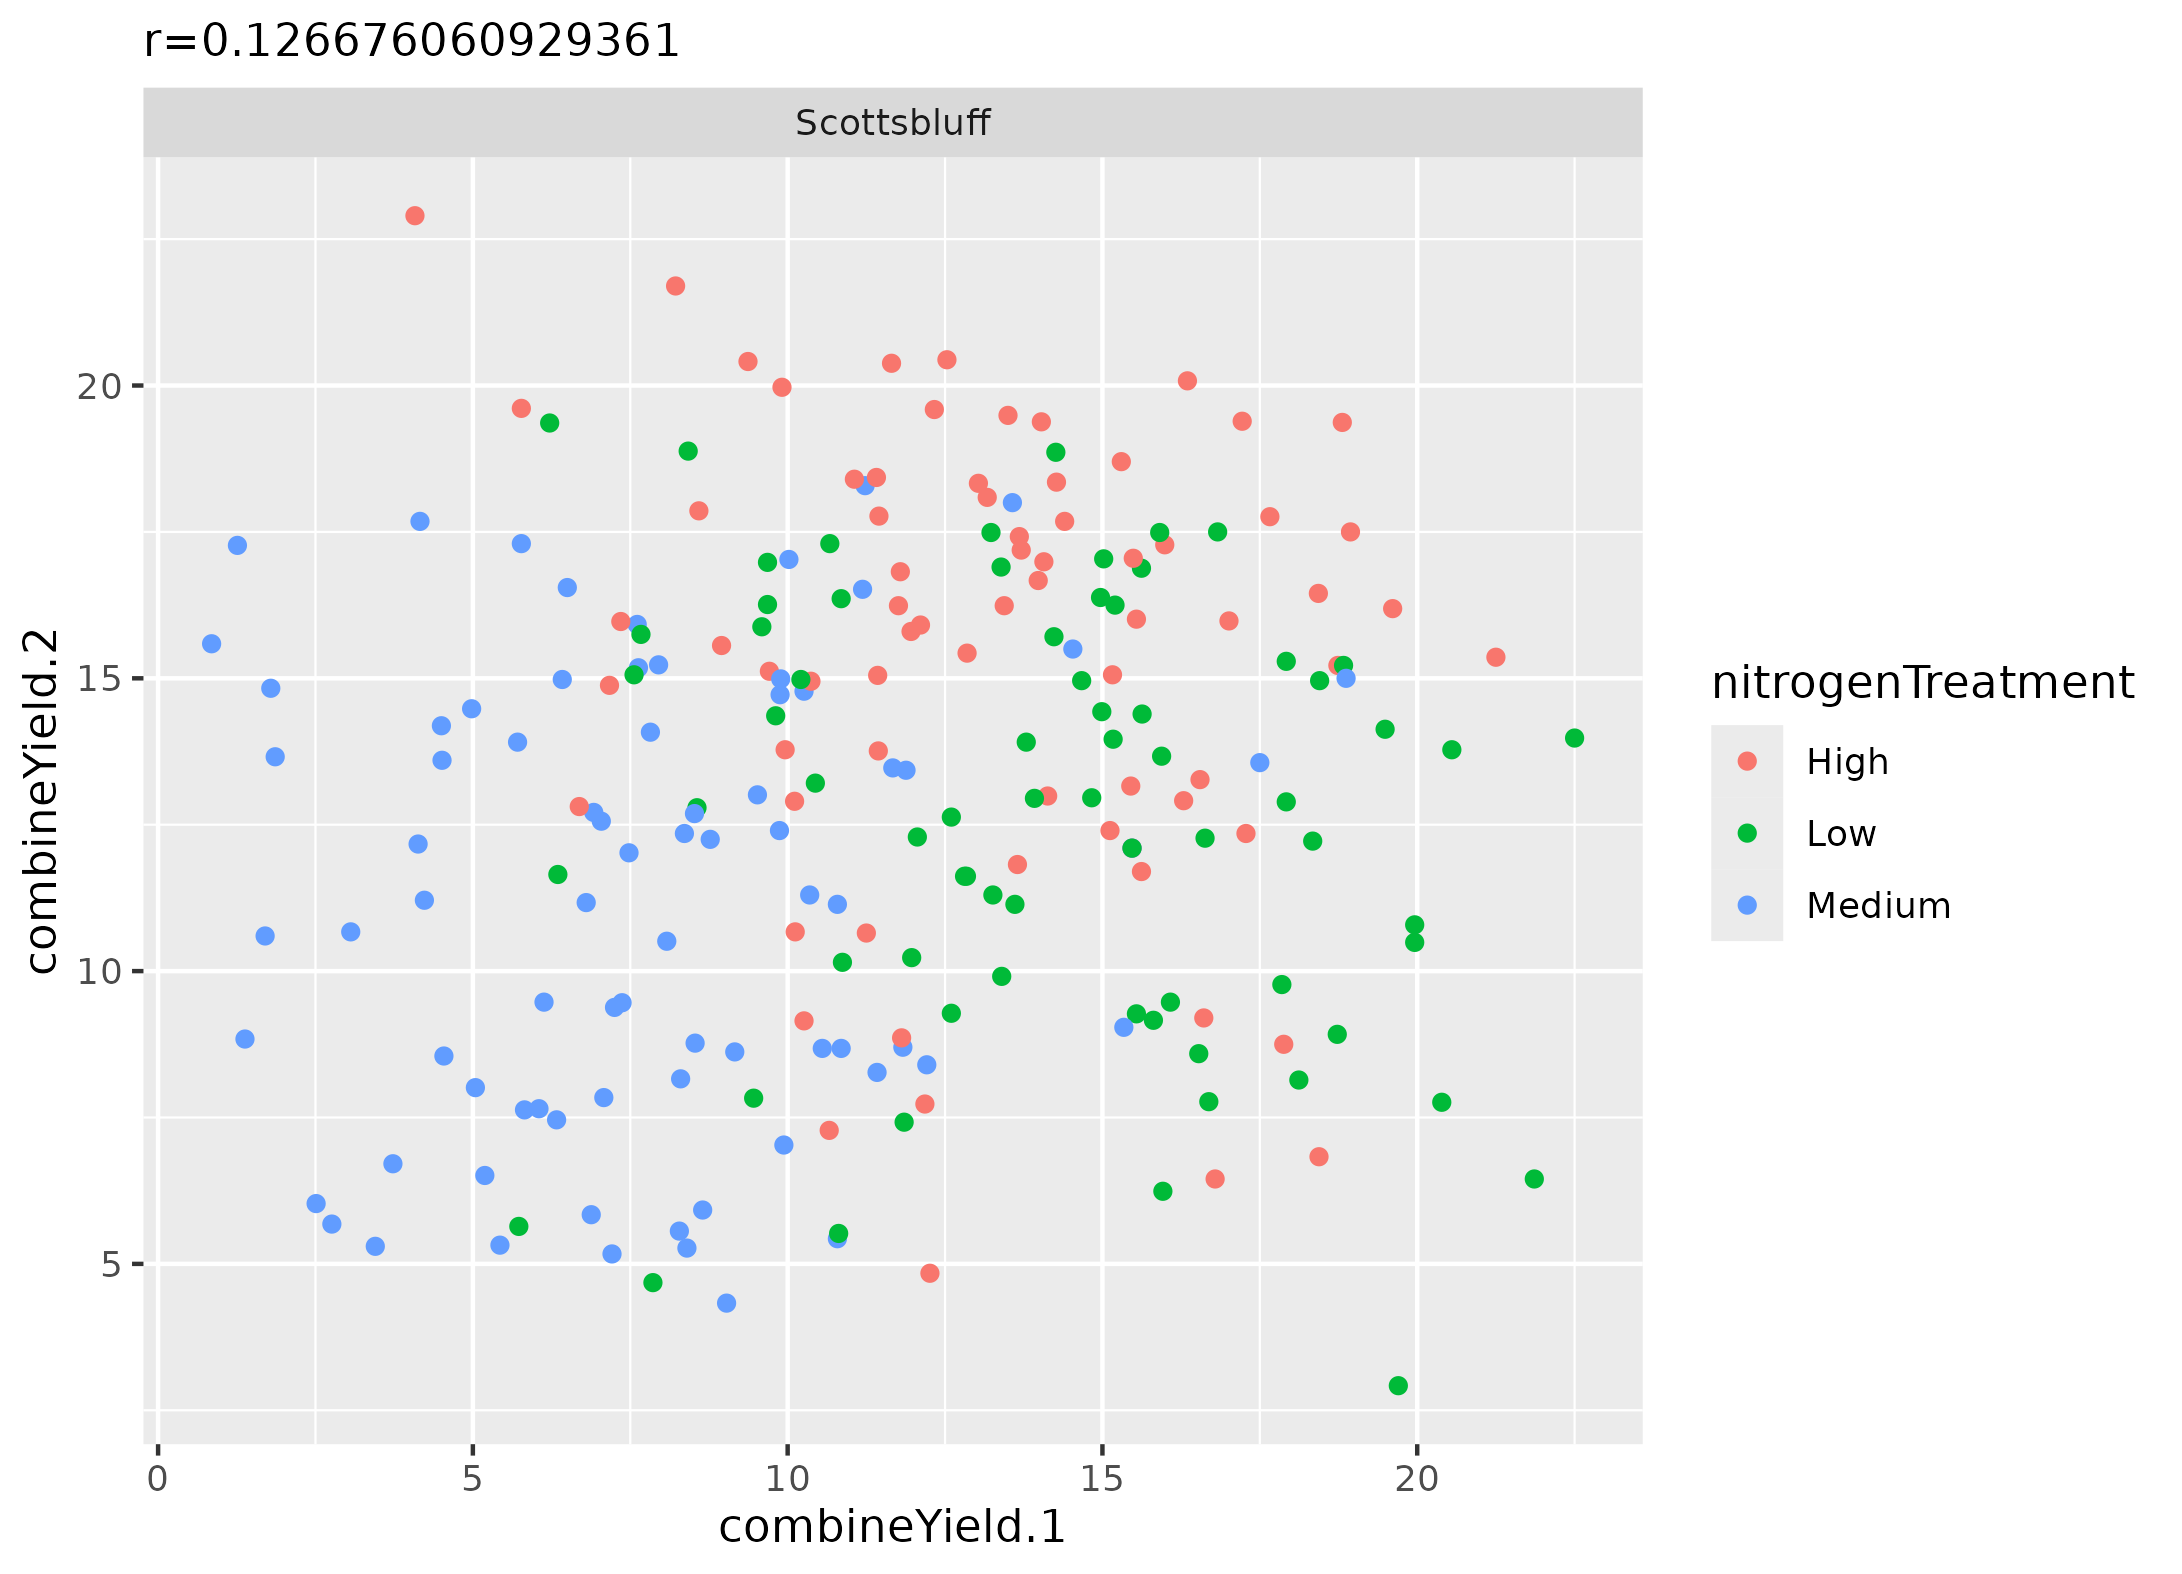 r=0.126676060929361
Scottsbluff
combineYield.2
20
15
10
5
0 5 10 15 20
combineYield.1
nitrogenTreatment
High
Low
Medium